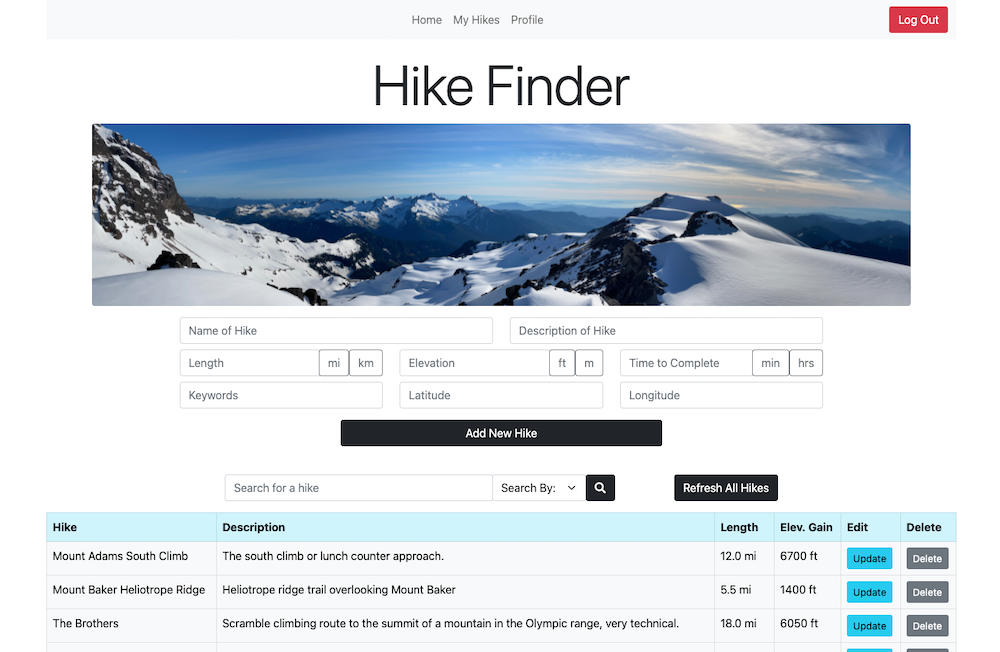 Home My Hikes Profile Log Out
Hike Finder
Name of Hike Description of Hike
Length mi km Elevation ft m Time to Complete min hrs
Keywords Latitude Longitude
Add New Hike
Search for a hike Search By: Refresh All Hikes
Hike Description Length Elev. Gain Edit Delete
Mount Adams South Climb The south climb or lunch counter approach. 12.0 mi 6700 ft Update Delete
Mount Baker Heliotrope Ridge Heliotrope ridge trail overlooking Mount Baker 5.5 mi 1400 ft Update Delete
The Brothers Scramble climbing route to the summit of a mountain in the Olympic range, very technical. 18.0 mi 6050 ft Update Delete